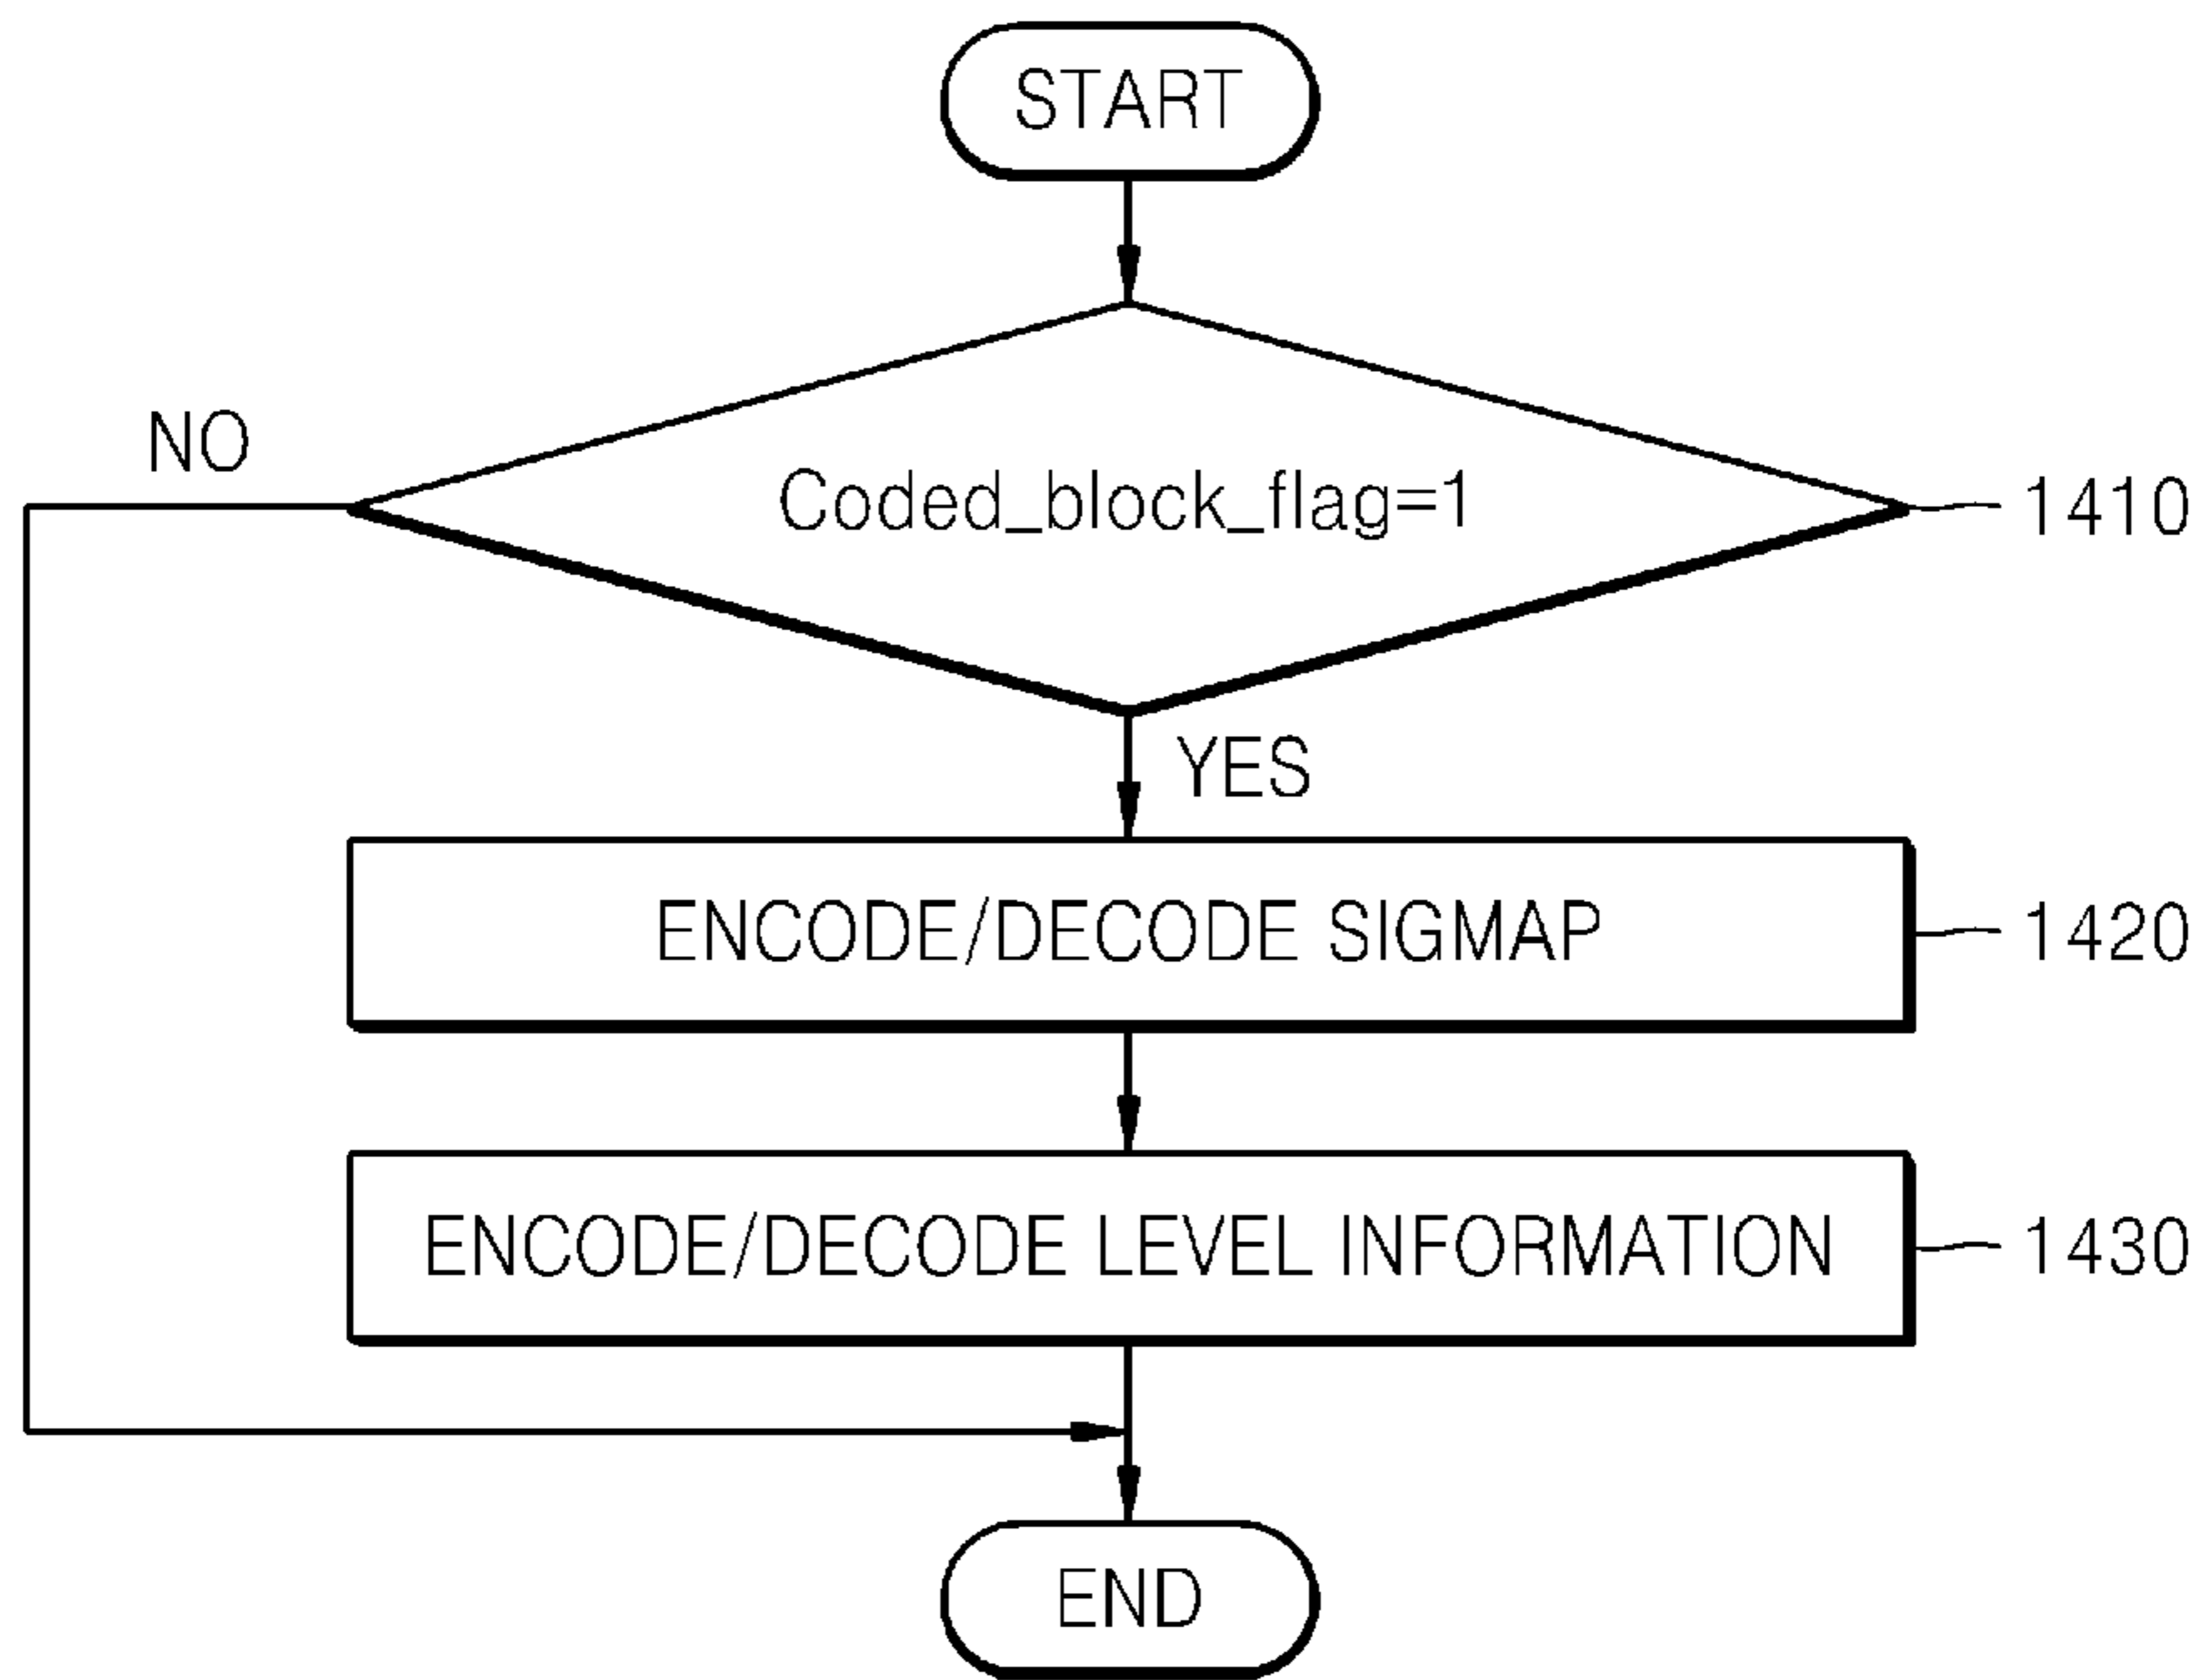 START
NO
Coded_block_flag=1
1410
YES
ENCODE/DECODE SIGMAP
1420
ENCODE/DECODE LEVEL INFORMATION
1430
END